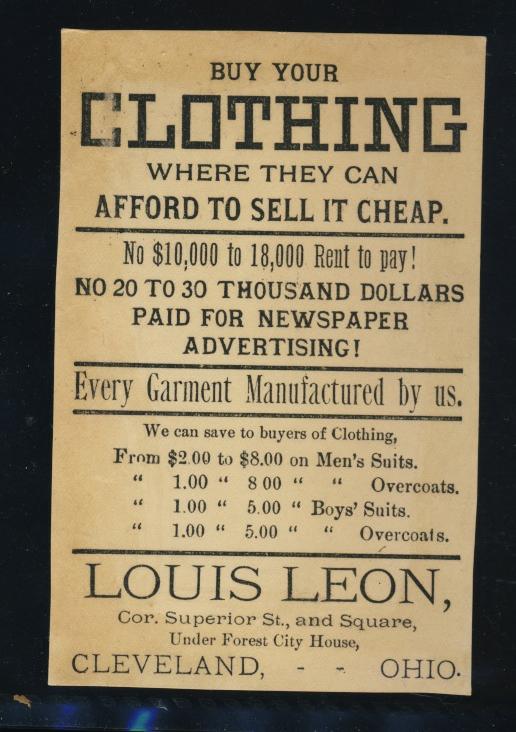 BUY YOUR
CLOTHING
WHERE THEY CAN
AFFORD TO SELL IT CHEAP.
No $10,000 to 18,000 Rent to pay!
NO 20 TO 30 THOUSAND DOLLARS
PAID FOR NEWSPAPER
ADVERTISING!
Every Garment Manufactured by us.
We can save to buyers of Clothing,
From $2.00 to $8.00 on Men's Suits.
“ 1.00 “ 8 00 “ “ Overcoats.
“ 1.00 “ 5.00 “ Boys' Suits.
“ 1.00 “ 5.00 “ “ Overcoats.
LOUIS LEON,
Cor. Superior St., and Square,
Under Forest City House,
CLEVELAND, - - OHIO.